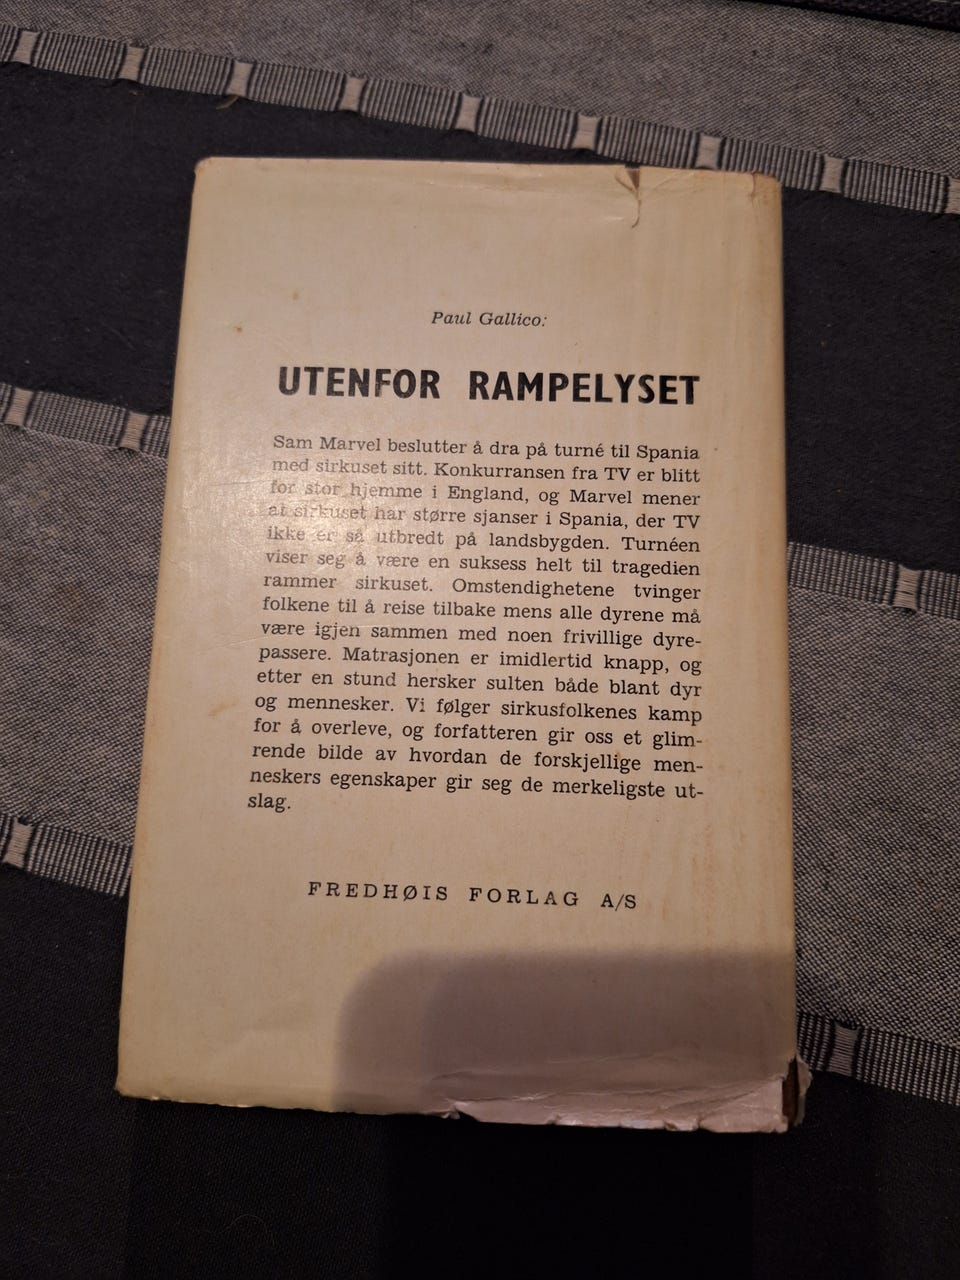 Paul Gallico:
UTENFOR RAMPELYSET
Sam Marvel beslutter å dra på turné til Spania
med sirkuset sitt. Konkurransen fra TV er blitt
for stor hjemme i England, og Marvel mener
at sirkuset har større sjanser i Spania, der TV
ikke er så utbredt på landsbygden. Turnéen
viser seg å være en suksess helt til tragedien
rammer sirkuset. Omstendighetene tvinger
folkene til å reise tilbake mens alle dyrene må
være igjen sammen med noen frivillige dyre-
passere. Matrasjonen er imidlertid knapp, og
etter en stund hersker sulten både blant dyr
og mennesker. Vi følger sirkusfolkenes kamp
for å overleve, og forfatteren gir oss et glim-
rende bilde av hvordan de forskjellige men-
neskers egenskaper gir seg de merkeligste ut-
slag.
FREDHØIS FORLAG A/S